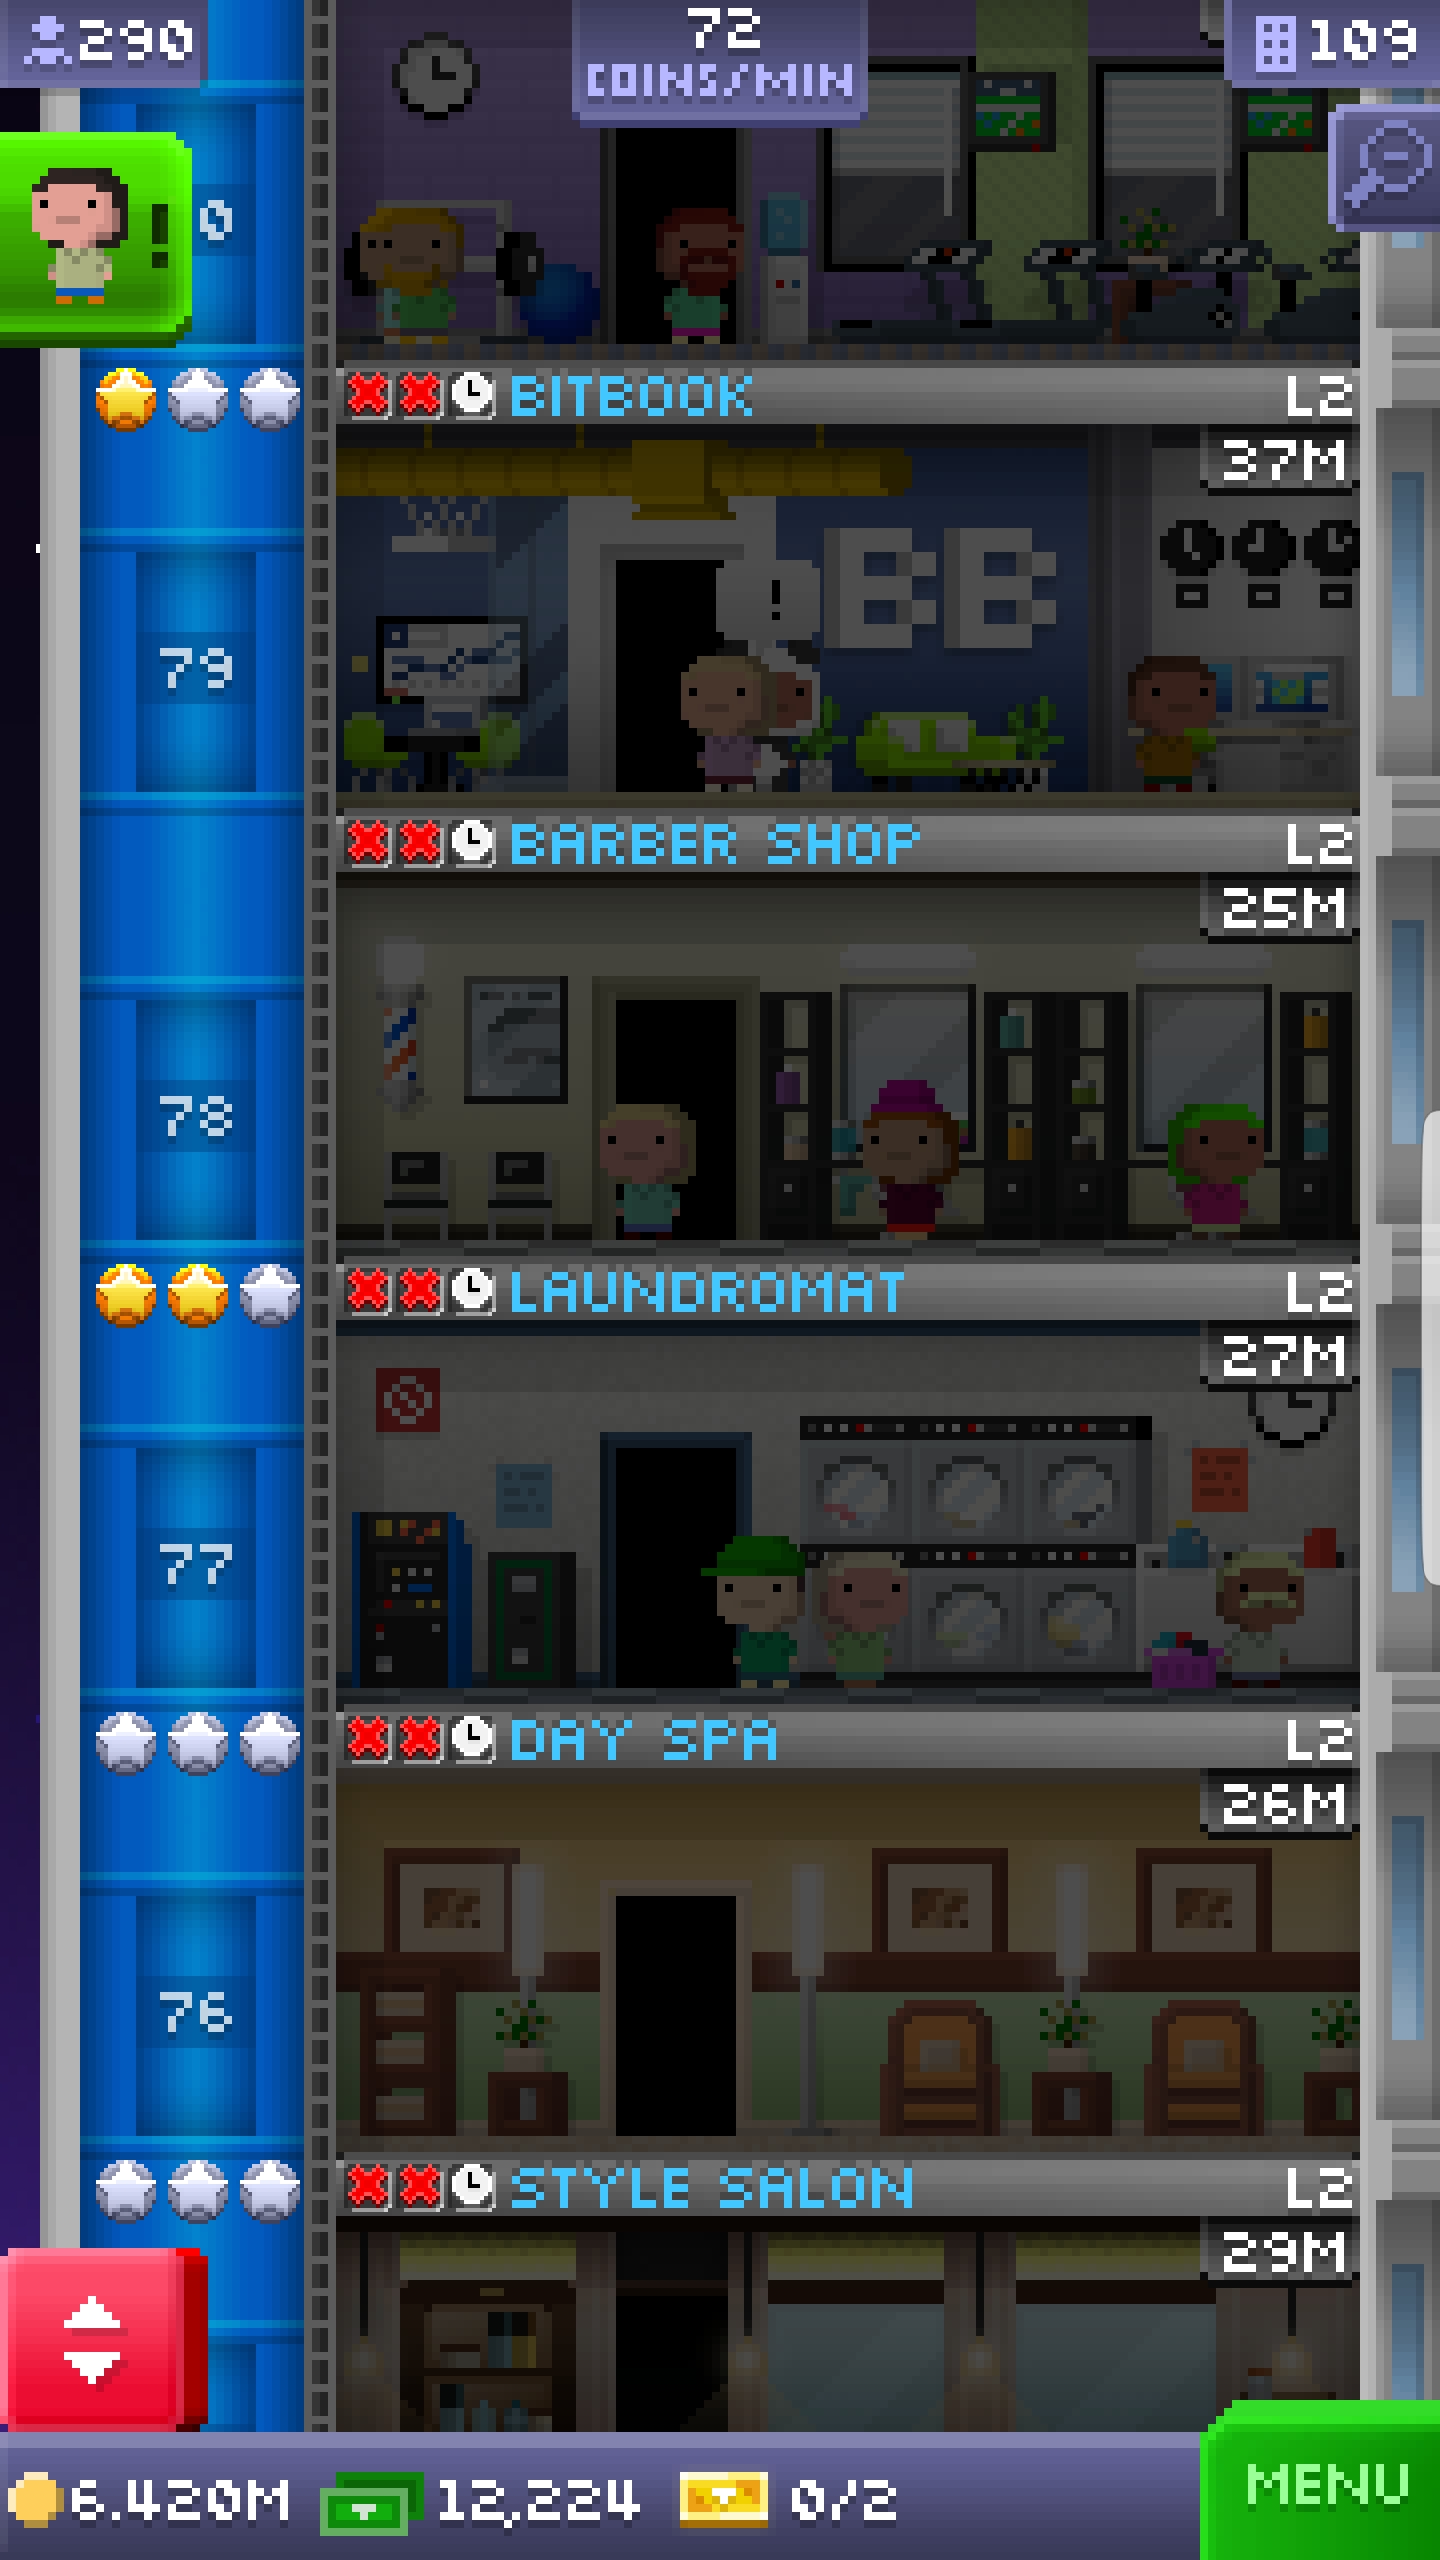 290
72
COINS/MIN
109
!
0
BITBOOK L2
37M
!
BB
79
BARBER SHOP L2
25M
78
LAUNDROMAT L2
27M
77
DAY SPA L2
26M
76
STYLE SALON L2
29M
6.420M 12,224 0/2
MENU